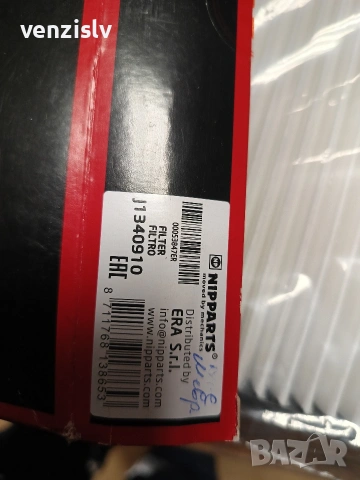 venzislv
NIPPARTS®
moved by mechanics
Distributed by
ERA S.r.l.
info@nipparts.com
www.nipparts.com
00053847ER
FILTER
FILTRO
J1340910
EAC
8 711768 138653
BAZAR